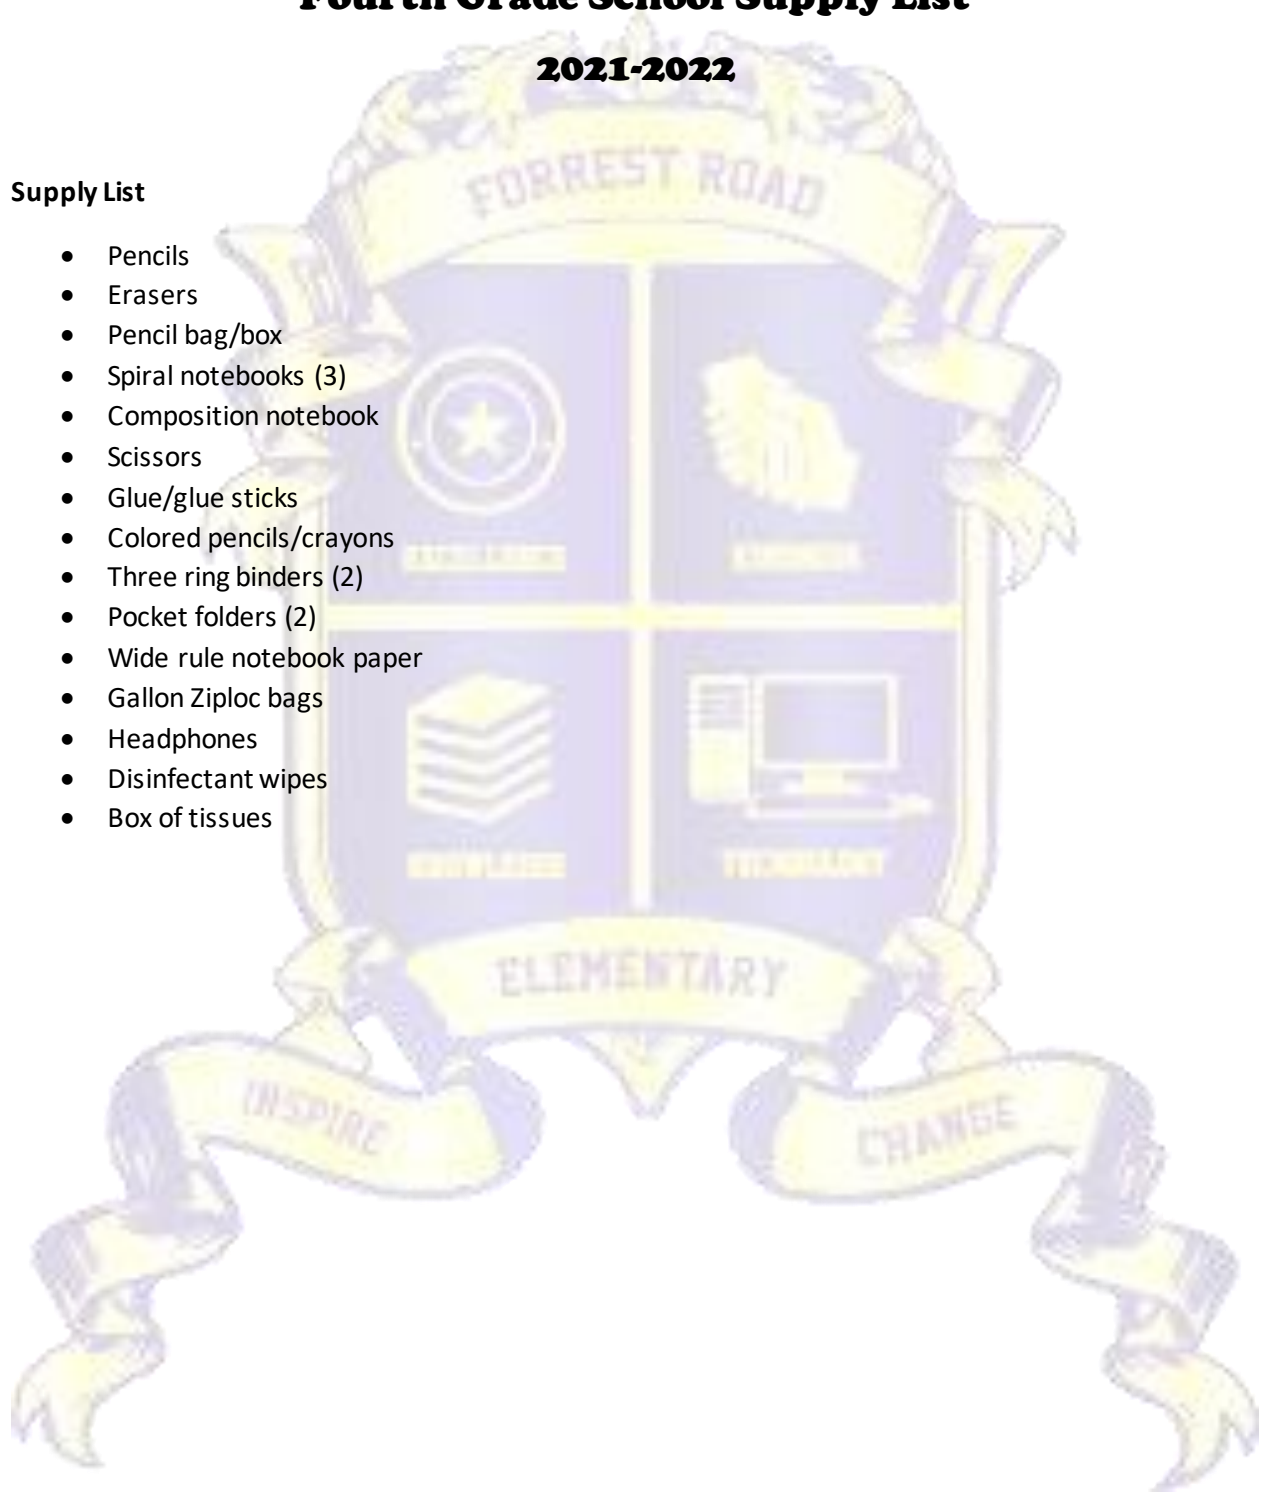 Fourth Grade School Supply List
2021-2022
FORREST ROAD
Supply List
• Pencils
• Erasers
• Pencil bag/box
• Spiral notebooks (3)
• Composition notebook
• Scissors
• Glue/glue sticks
• Colored pencils/crayons
• Three ring binders (2)
• Pocket folders (2)
• Wide rule notebook paper
• Gallon Ziploc bags
• Headphones
• Disinfectant wipes
• Box of tissues
ELEMENTARY
INSPIRE
CHANGE